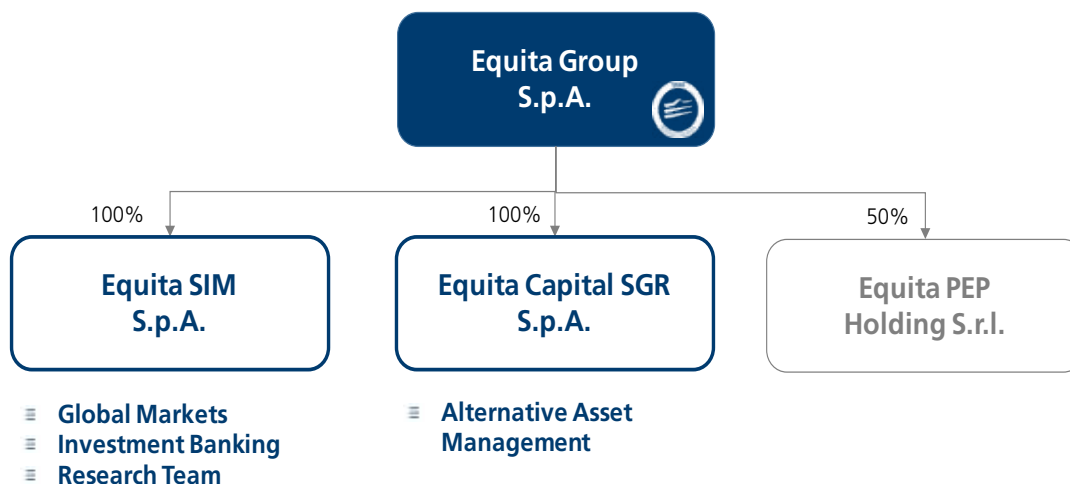 Equita Group
S.p.A.
100%
100%
50%
Equita SIM
S.p.A.
Equita Capital SGR
S.p.A.
Equita PEP
Holding S.r.l.
Global Markets
Investment Banking
Research Team
Alternative Asset
Management